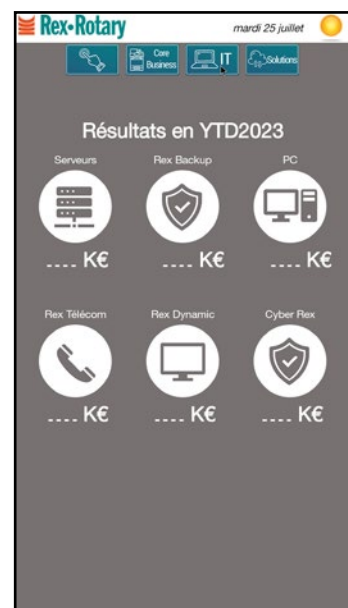 Rex•Rotary
mardi 25 juillet
Core
Business
IT
Solutions
Résultats en YTD2023
Serveurs
Rex Backup
PC
.... K€
.... K€
.... K€
Rex Télécom
Rex Dynamic
Cyber Rex
.... K€
.... K€
.... K€